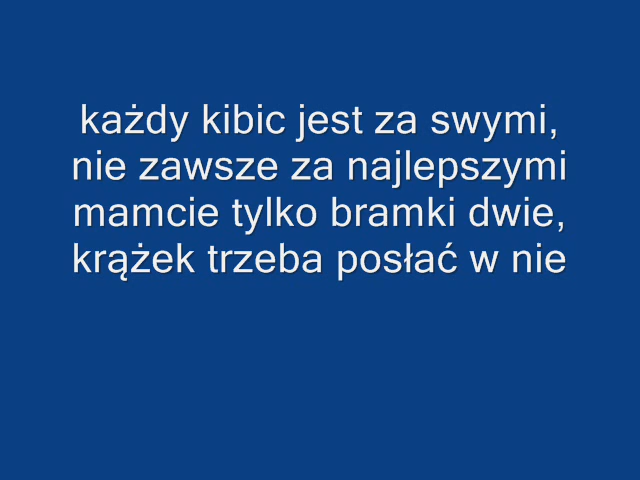 każdy kibic jest za swymi,
nie zawsze za najlepszymi
mamcie tylko bramki dwie,
krążek trzeba posłać w nie